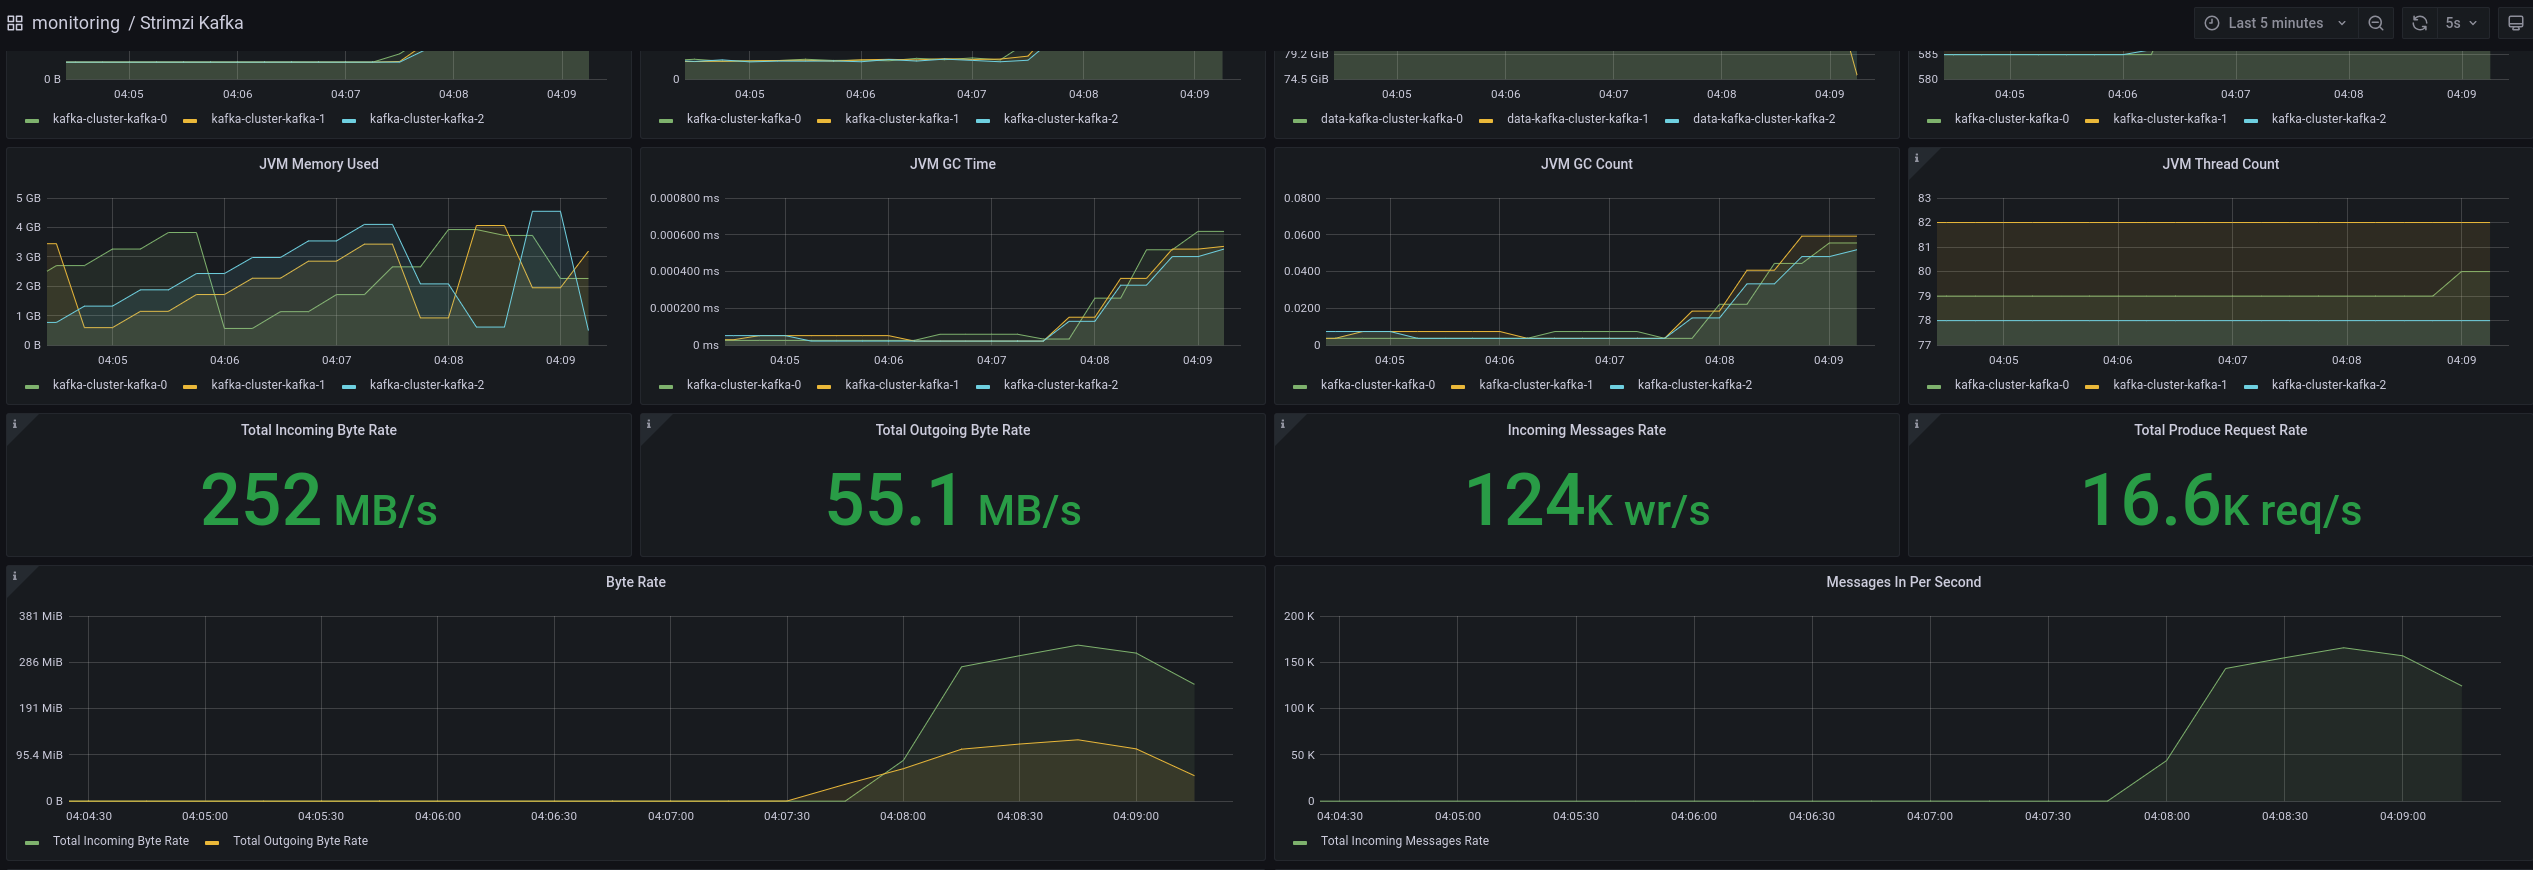 monitoring / Strimzi Kafka
Last 5 minutes
5s
0 B
04:05 04:06 04:07 04:08 04:09
kafka-cluster-kafka-0 kafka-cluster-kafka-1 kafka-cluster-kafka-2
0
04:05 04:06 04:07 04:08 04:09
kafka-cluster-kafka-0 kafka-cluster-kafka-1 kafka-cluster-kafka-2
79.2 GiB
74.5 GiB
04:05 04:06 04:07 04:08 04:09
data-kafka-cluster-kafka-0 data-kafka-cluster-kafka-1 data-kafka-cluster-kafka-2
585
580
04:05 04:06 04:07 04:08 04:09
kafka-cluster-kafka-0 kafka-cluster-kafka-1 kafka-cluster-kafka-2
JVM Memory Used
5 GB
4 GB
3 GB
2 GB
1 GB
0 B
04:05 04:06 04:07 04:08 04:09
kafka-cluster-kafka-0 kafka-cluster-kafka-1 kafka-cluster-kafka-2
JVM GC Time
0.000800 ms
0.000600 ms
0.000400 ms
0.000200 ms
0 ms
04:05 04:06 04:07 04:08 04:09
kafka-cluster-kafka-0 kafka-cluster-kafka-1 kafka-cluster-kafka-2
JVM GC Count
0.0800
0.0600
0.0400
0.0200
0
04:05 04:06 04:07 04:08 04:09
kafka-cluster-kafka-0 kafka-cluster-kafka-1 kafka-cluster-kafka-2
i
JVM Thread Count
83
82
81
80
79
78
77
04:05 04:06 04:07 04:08 04:09
kafka-cluster-kafka-0 kafka-cluster-kafka-1 kafka-cluster-kafka-2
i
Total Incoming Byte Rate
252 MB/s
i
Total Outgoing Byte Rate
55.1 MB/s
i
Incoming Messages Rate
124K wr/s
i
Total Produce Request Rate
16.6K req/s
i
Byte Rate
381 MiB
286 MiB
191 MiB
95.4 MiB
0 B
04:04:30 04:05:00 04:05:30 04:06:00 04:06:30 04:07:00 04:07:30 04:08:00 04:08:30 04:09:00
Total Incoming Byte Rate Total Outgoing Byte Rate
Messages In Per Second
200 K
150 K
100 K
50 K
0
04:04:30 04:05:00 04:05:30 04:06:00 04:06:30 04:07:00 04:07:30 04:08:00 04:08:30 04:09:00
Total Incoming Messages Rate